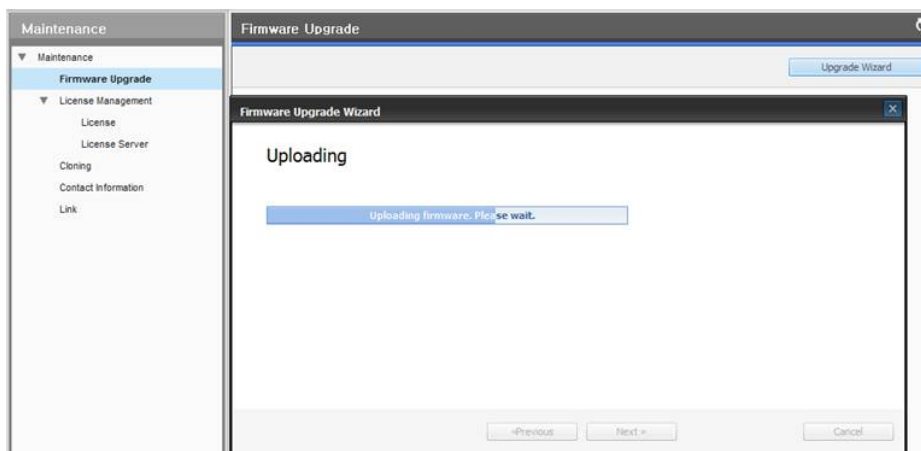 Maintenance
Maintenance
Firmware Upgrade
License Management
License
License Server
Cloning
Contact Information
Link
Firmware Upgrade
Upgrade Wizard
Firmware Upgrade Wizard
Uploading
Uploading firmware. Please wait.
«Previous
Next »
Cancel